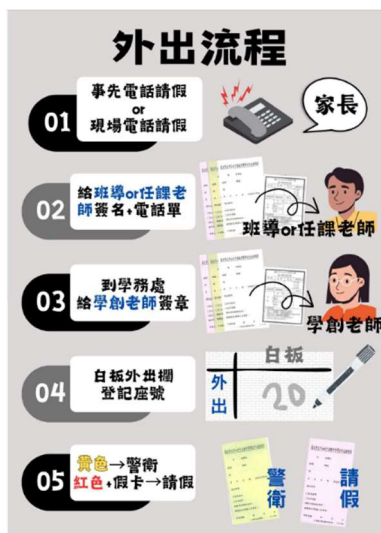 外出流程
01
事先電話請假
or
現場電話請假
家長
02
給班導or任課老
師簽名+電話單
班導or任課老師
03
到學務處
給學創老師簽章
學創老師
04
白板外出欄
登記座號
白板
外
出
20
05
黃色→警衛
紅色+假卡→請假
警
衛
請
假